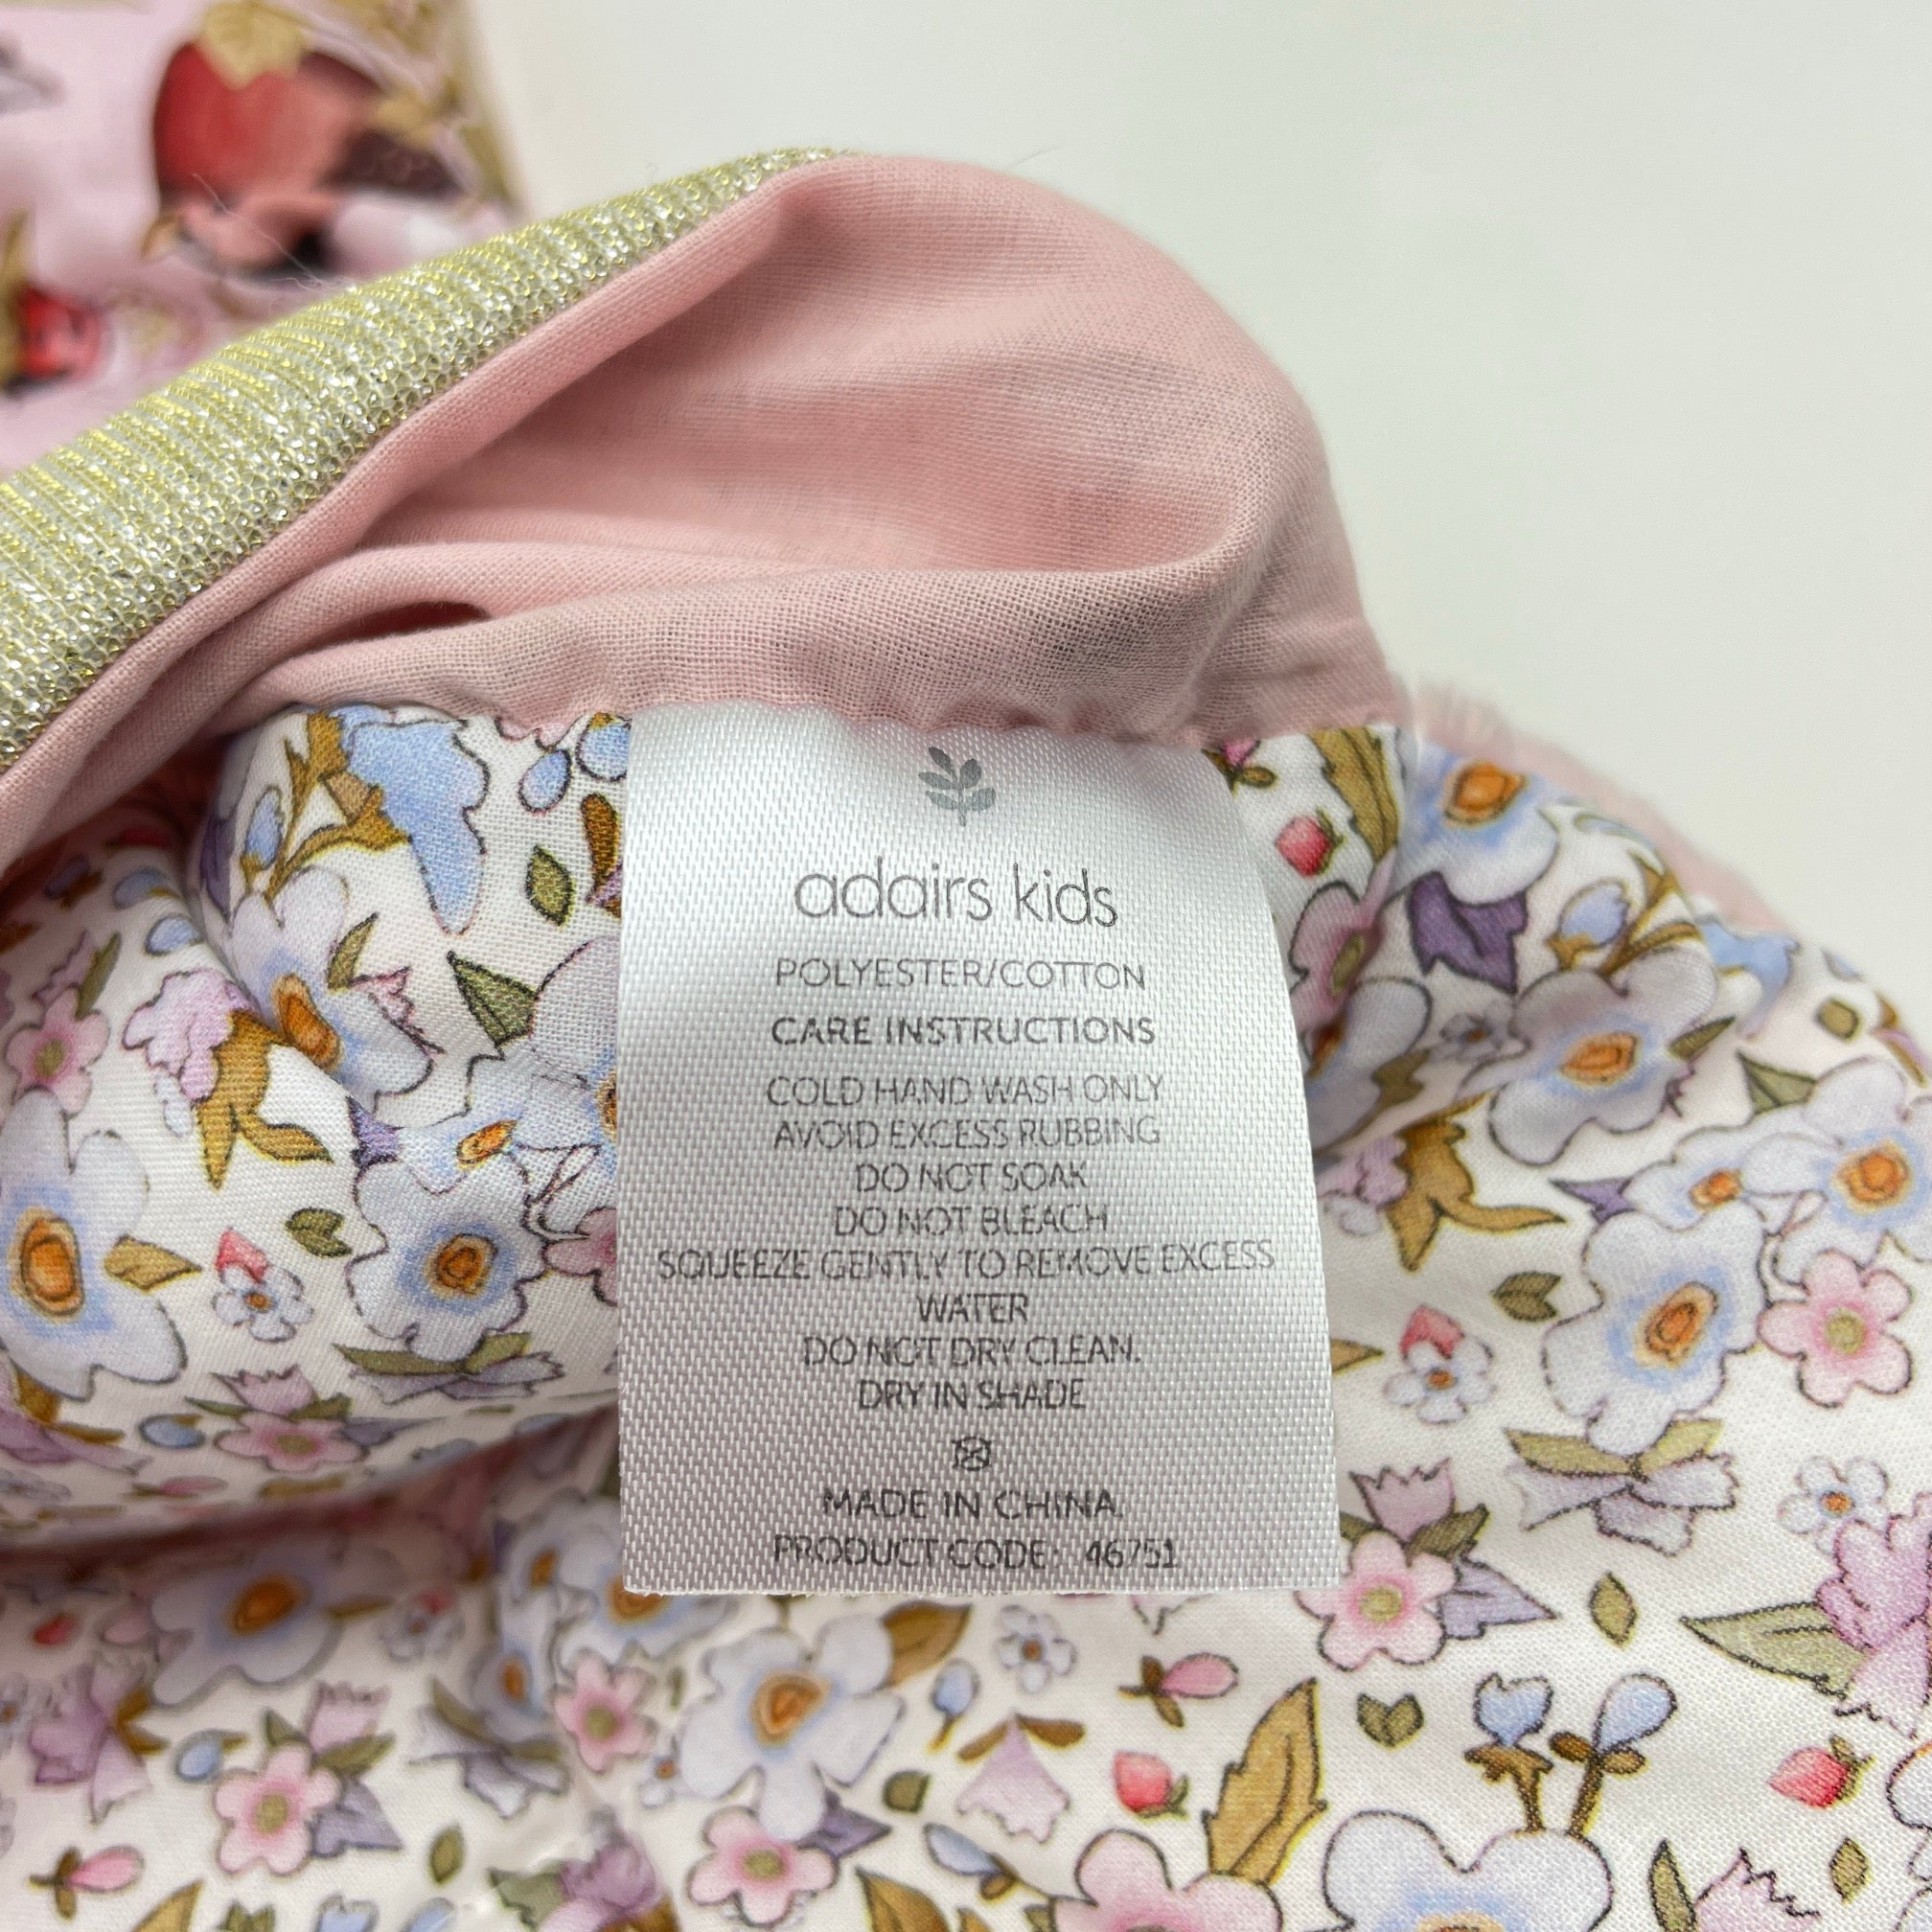 adairs kids
POLYESTER/COTTON
CARE INSTRUCTIONS
COLD HAND WASH ONLY
AVOID EXCESS RUBBING
DO NOT SOAK
DO NOT BLEACH
SQUEEZE GENTLY TO REMOVE EXCESS
WATER
DO NOT DRY CLEAN.
DRY IN SHADE
MADE IN CHINA
PRODUCT CODE: 46751